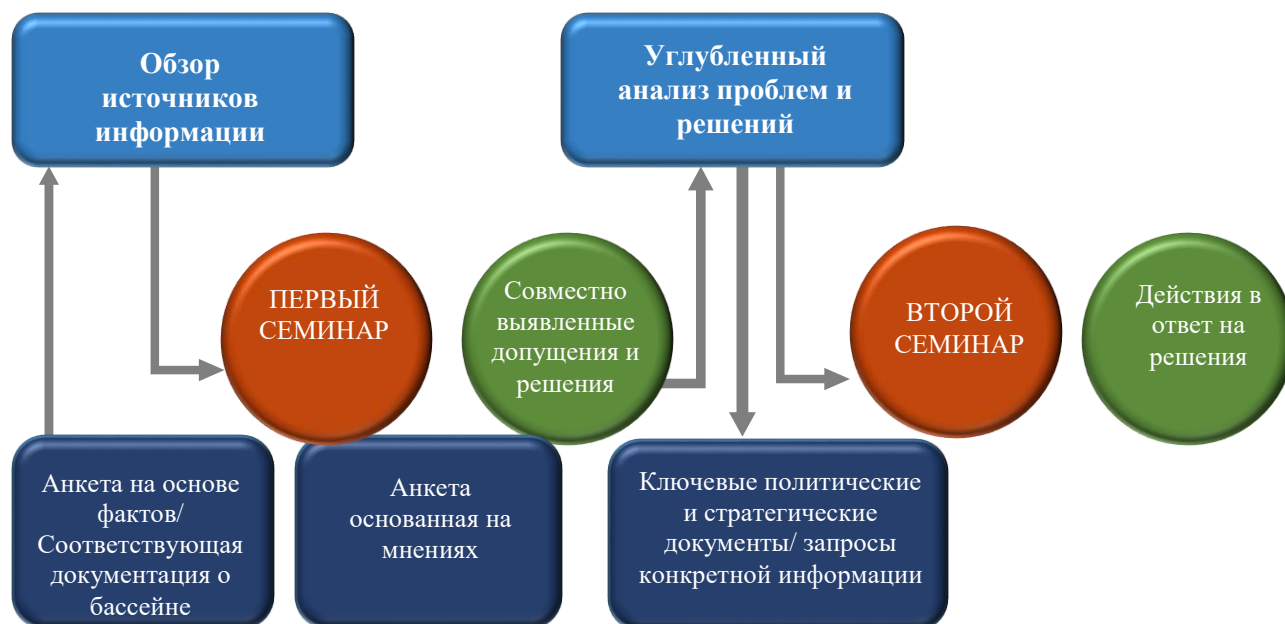 Обзор
источников
информации
Углубленный
анализ проблем и
решений
ПЕРВЫЙ
СЕМИНАР
Совместно
выявленные
допущения и
решения
ВТОРОЙ
СЕМИНАР
Действия в
ответ на
решения
Анкета на основе
фактов/
Соответствующая
документация о
бассейне
Анкета
основанная на
мнениях
Ключевые политические
и стратегические
документы/ запросы
конкретной информации